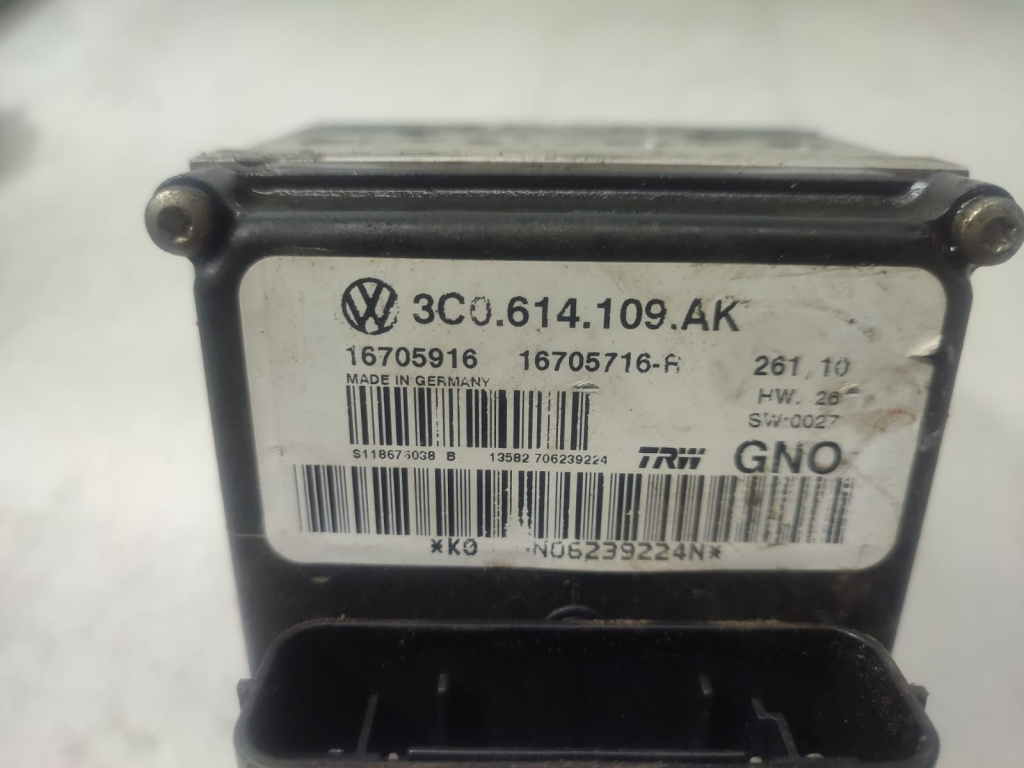 3C0.614.109.AK
16705916 16705716- 261,10
MADE IN GERMANY
HW. 26
SW-0027
S118676038 B 13582 706239224 TRW GNO
*K0 N06239224N*